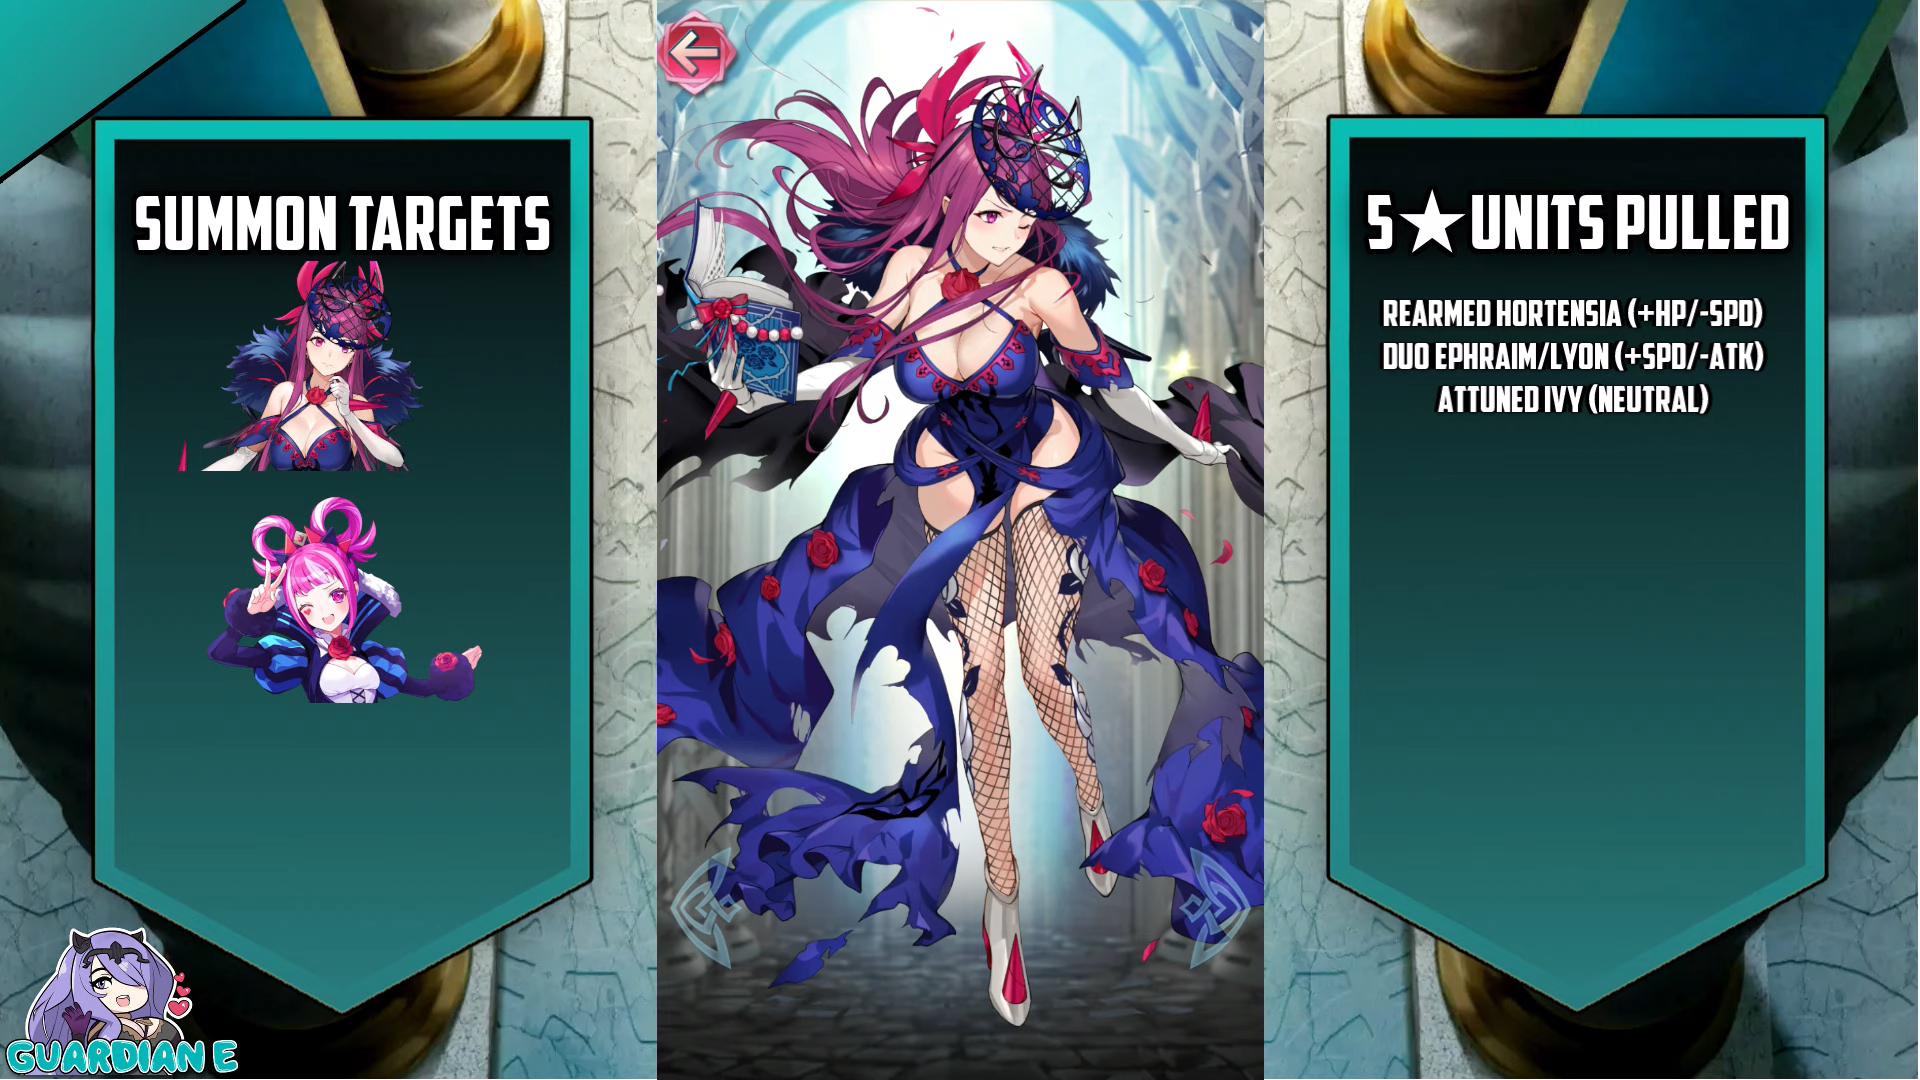 SUMMON TARGETS
5★UNITS PULLED
REARMED HORTENSIA (+HP/-SPD)
DUO EPHRAIM/LYON (+SPD/-ATK)
ATTUNED IVY (NEUTRAL)
GUARDIAN E